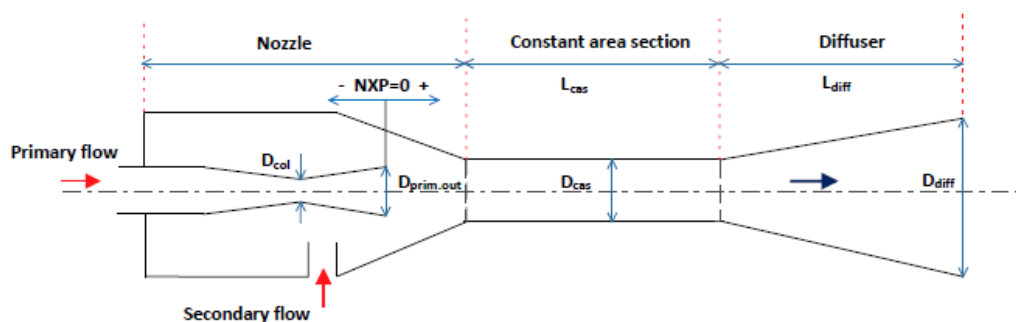 Nozzle
Constant area section
Diffuser
- NXP=0 +
Lcas
Ldiff
Primary flow
Dcol
Dprim.out
Dcas
Ddiff
Secondary flow